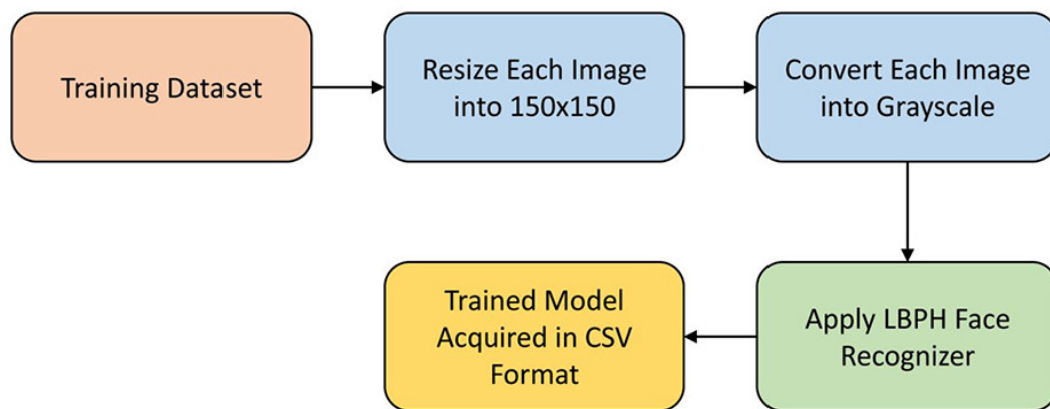 Training Dataset
Resize Each Image
into 150x150
Convert Each Image
into Grayscale
Apply LBPH Face
Recognizer
Trained Model
Acquired in CSV
Format